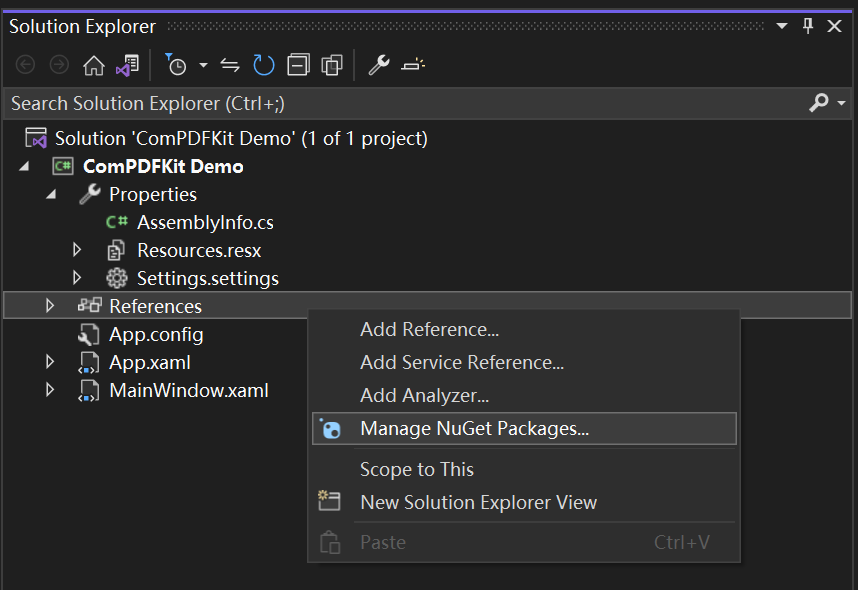 Solution Explorer
Search Solution Explorer (Ctrl+;)
Solution 'ComPDFKit Demo' (1 of 1 project)
C# ComPDFKit Demo
Properties
C# AssemblyInfo.cs
Resources.resx
Settings.settings
References
App.config
App.xaml
MainWindow.xaml
Add Reference...
Add Service Reference...
Add Analyzer...
Manage NuGet Packages...
Scope to This
New Solution Explorer View
Paste Ctrl+V